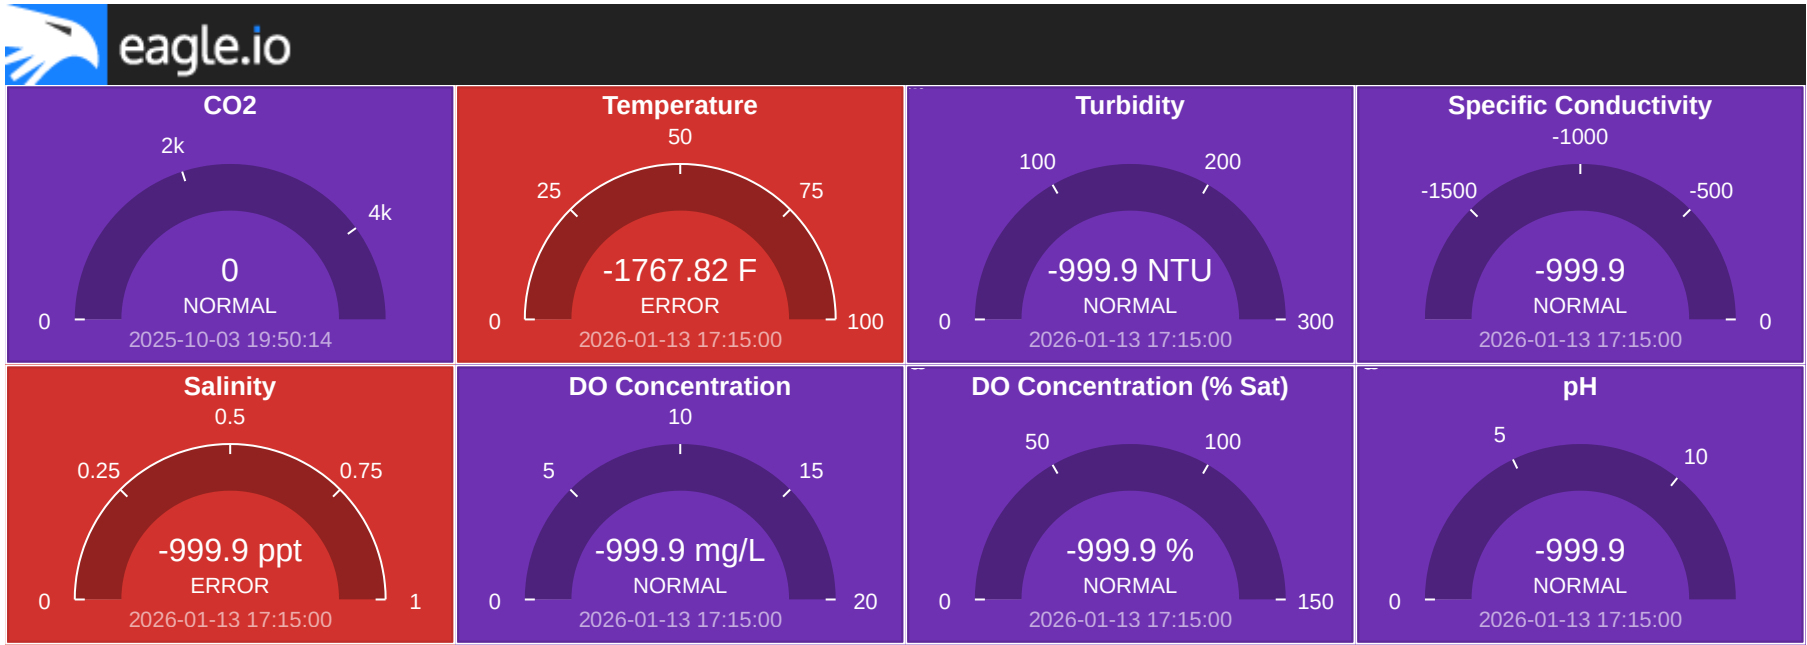 eagle.io
CO2
2k
4k
0
NORMAL
0
2025-10-03 19:50:14
Temperature
50
25
75
-1767.82 F
ERROR
0
100
2026-01-13 17:15:00
Turbidity
100
200
-999.9 NTU
NORMAL
0
300
2026-01-13 17:15:00
Specific Conductivity
-1000
-1500
-500
-999.9
NORMAL
0
2026-01-13 17:15:00
Salinity
0.5
0.25
0.75
-999.9 ppt
ERROR
0
1
2026-01-13 17:15:00
DO Concentration
10
5
15
-999.9 mg/L
NORMAL
0
20
2026-01-13 17:15:00
DO Concentration (% Sat)
50
100
-999.9 %
NORMAL
0
150
2026-01-13 17:15:00
pH
5
10
-999.9
NORMAL
0
2026-01-13 17:15:00